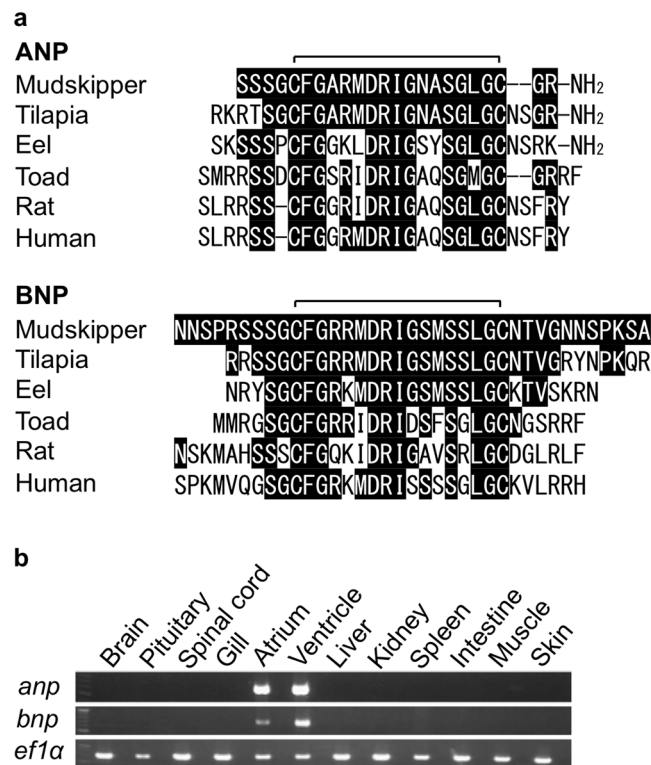 a
ANP
Mudskipper SSSGCFGARMDRIGNASGLGC--GR-NH2
Tilapia RKRTSGCFGARMDRIGNASGLGCNSGR-NH2
Eel SKSSSPCFGGKLDRIGSYSGLGCNSRK-NH2
Toad SMRRSSDCFGSRIDRIGAQSGMGC--GRRF
Rat SLRRSS-CFGGRIDRIGAQSGLGCNSFRY
Human SLRRSS-CFGGRMDRIGAQSGLGCNSFRY
BNP
Mudskipper NNSPRSSSGCFGRRMDRIGSMSSLGCNTVGNNSPKSA
Tilapia RRSSGCFGRRMDRIGSMSSLGCNTVGRYNPKQR
Eel NRYSGCFGRKMDRIGSMSSLGCKTVSKRN
Toad MMRGSGCFGRRIDRIDSFSGLGCNGSRRF
Rat NSKMAHSSSCFGQKIDRIGAVSRLGCDGLRLF
Human SPKMVQGSGCFGRKMDRISSSSGLGCKVLRRH
b
Brain Pituitary Spinal cord Gill Atrium Ventricle Liver Kidney Spleen Intestine Muscle Skin
anp
bnp
ef1α